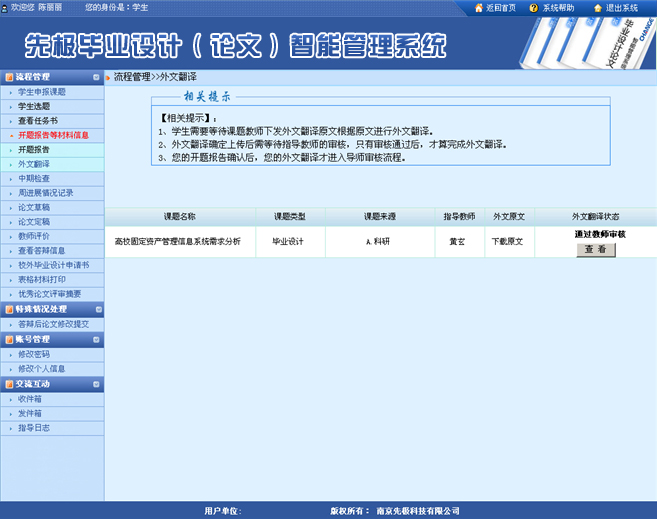 欢迎您 陈丽丽 您的身份是：学生 返回首页 系统帮助 退出系统
先极毕业设计（论文）智能管理系统
毕业设计论文
智能管理系统
CHANKE
流程管理
流程管理>>外文翻译
学生申报课题
学生选题
查看任务书
开题报告等材料信息
开题报告
外文翻译
中期检查
周进展情况记录
论文草稿
论文定稿
教师评价
查看答辩信息
校外毕业设计申请书
表格材料打印
优秀论文评审摘要
特殊情况处理
答辩后论文修改提交
账号管理
修改密码
修改个人信息
交流互动
收件箱
发件箱
指导日志
相关提示
【相关提示】：
1、学生需要等待课题教师下发外文翻译原文根据原文进行外文翻译。
2、外文翻译确定上传后需等待指导教师的审核，只有审核通过后，才算完成外文翻译。
3、您的开题报告确认后，您的外文翻译才进入导师审核流程。
课题名称 课题类型 课题来源 指导教师 外文原文 外文翻译状态
高校固定资产管理信息系统需求分析 毕业设计 A.科研 黄玄 下载原文 通过教师审核
查 看
用户单位: 版权所有： 南京先极科技有限公司